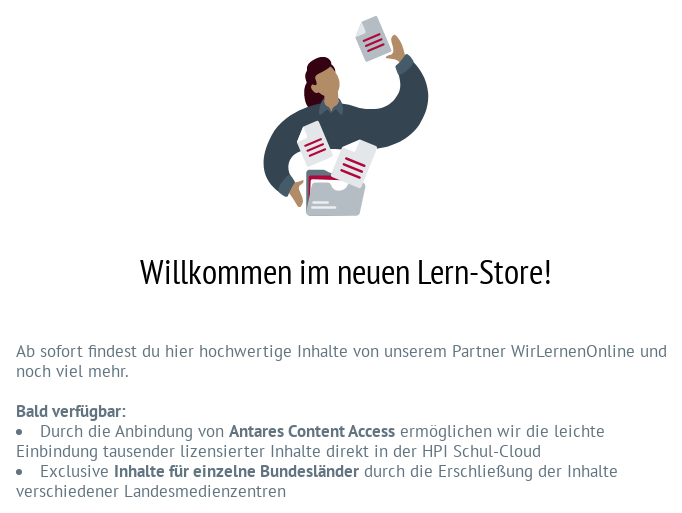 Willkommen im neuen Lern-Store!
Ab sofort findest du hier hochwertige Inhalte von unserem Partner WirLernenOnline und
noch viel mehr.
Bald verfügbar:
• Durch die Anbindung von Antares Content Access ermöglichen wir die leichte
Einbindung tausender lizensierter Inhalte direkt in der HPI Schul-Cloud
• Exclusive Inhalte für einzelne Bundesländer durch die Erschließung der Inhalte
verschiedener Landesmedienzentren